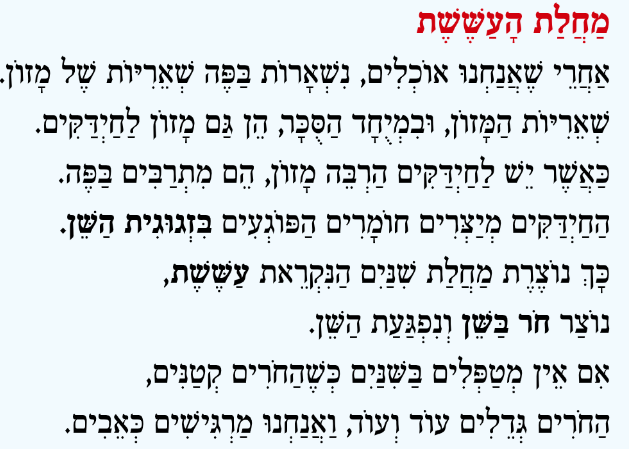 מַחֲלַת הָעַשֶּׁשֶׁת
אַחֲרֵי שֶׁאֲנַחְנוּ אוֹכְלִים, נִשְׁאָרוֹת בַּפֶּה שְׁאֵרִיּוֹת שֶׁל מָזוֹן.
שְׁאֵרִיּוֹת הַמָּזוֹן, וּבִמְיֻחָד הַסֻּכָּר, הֵן גַּם מָזוֹן לַחַיְדַּקִּים.
כַּאֲשֶׁר יֵשׁ לַחַיְדַּקִּים הַרְבֵּה מָזוֹן, הֵם מִתְרַבִּים בַּפֶּה.
הַחַיְדַּקִּים מְיַצְּרִים חוֹמָרִים הַפּוֹגְעִים בִּזְגוּגִית הַשֵּׁן.
כָּךְ נוֹצֶרֶת מַחֲלַת שִׁנַּיִם הַנִּקְרֵאת עַשֶּׁשֶׁת,
נוֹצַר חֹר בַּשֵּׁן וְנִפְגַּעַת הַשֵּׁן.
אִם אֵין מְטַפְּלִים בַּשִּׁנַּיִם כְּשֶׁהַחֹרִים קְטַנִּים,
הַחֹרִים גְּדֵלִים עוֹד וְעוֹד, וַאֲנַחְנוּ מַרְגִּישִׁים כְּאֵבִים.